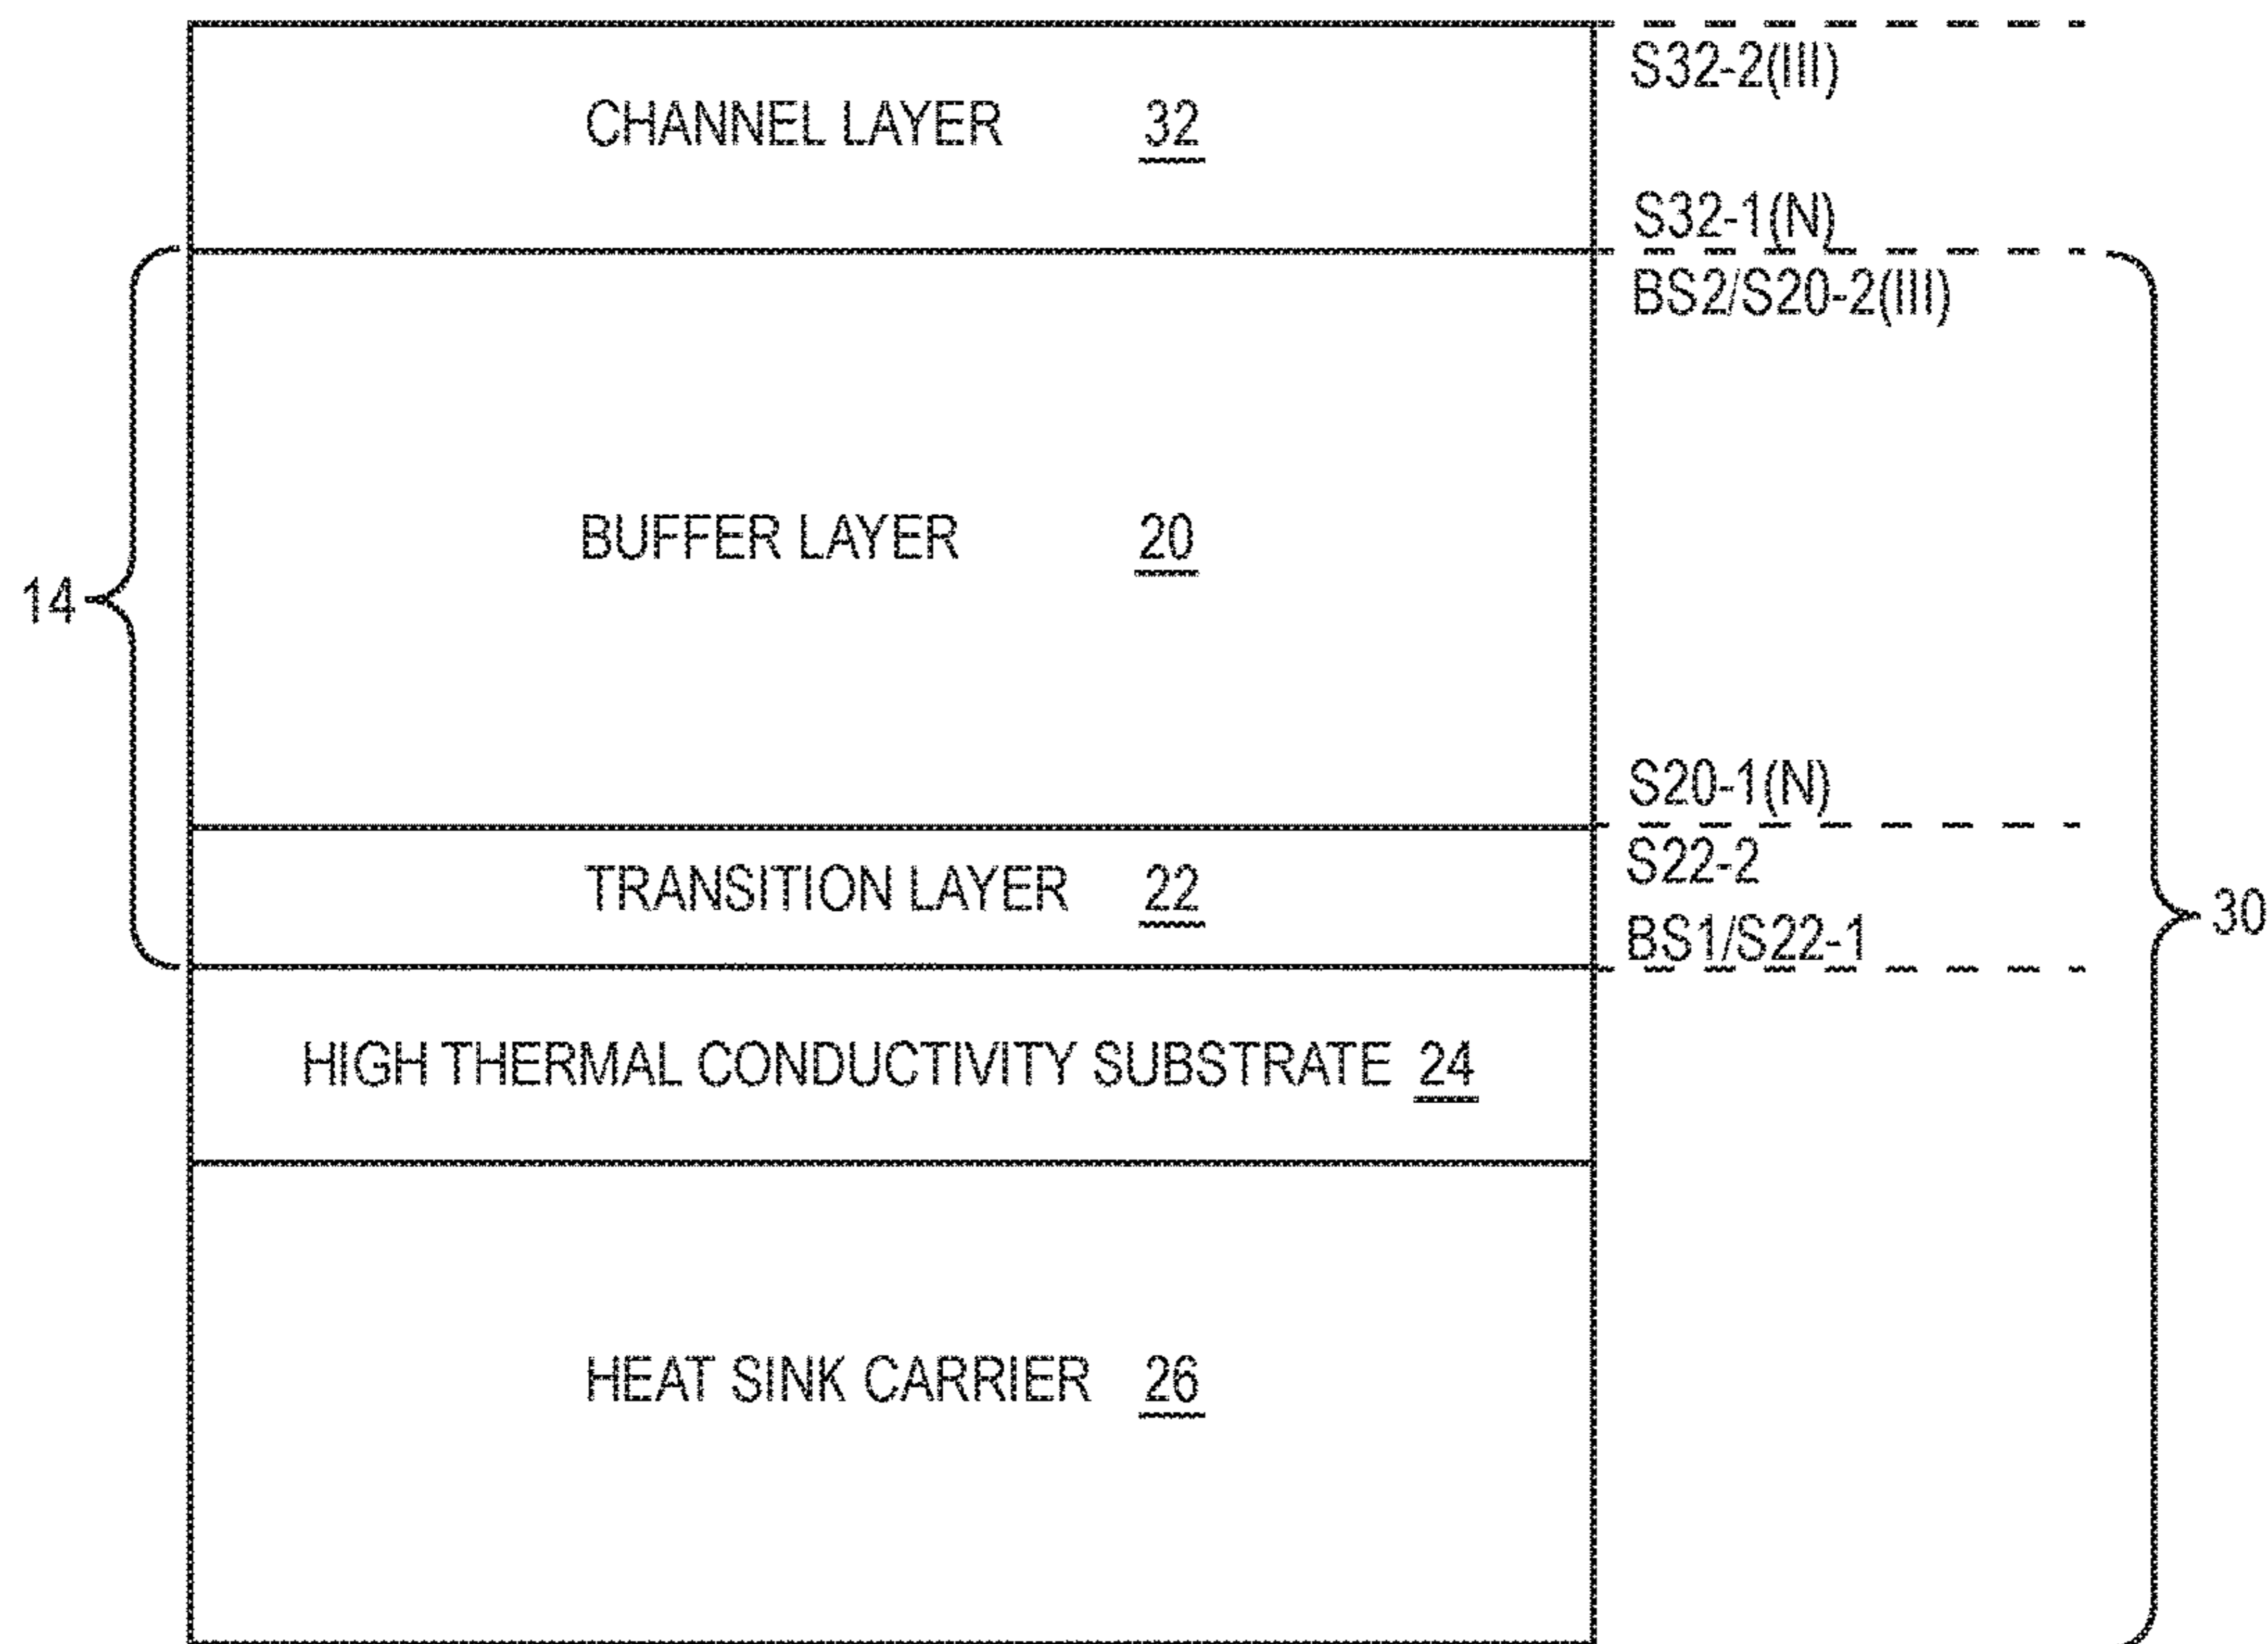 S32-2(III)
CHANNEL LAYER 32
S32-1(N)
BS2/S20-2(III)
BUFFER LAYER 20
14
S20-1(N)
S22-2
TRANSITION LAYER 22
BS1/S22-1
30
HIGH THERMAL CONDUCTIVITY SUBSTRATE 24
HEAT SINK CARRIER 26